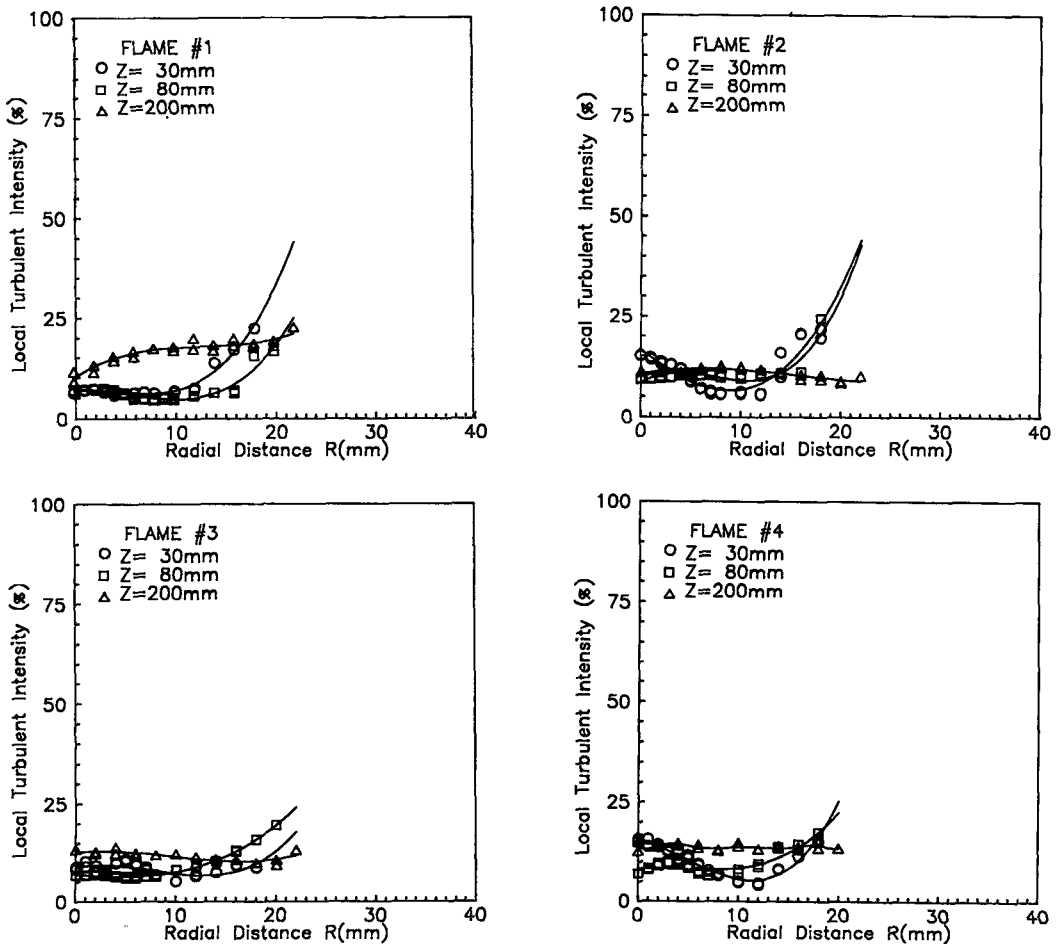 100
75
50
25
0
Local Turbulent Intensity (%)
FLAME #1
Z= 30mm
Z= 80mm
Z=200mm
0 10 20 30 40
Radial Distance R(mm)
100
75
50
25
0
Local Turbulent Intensity (%)
FLAME #2
Z= 30mm
Z= 80mm
Z=200mm
0 10 20 30 40
Radial Distance R(mm)
100
75
50
25
0
Local Turbulent Intensity (%)
FLAME #3
Z= 30mm
Z= 80mm
Z=200mm
0 10 20 30 40
Radial Distance R(mm)
100
75
50
25
0
Local Turbulent Intensity (%)
FLAME #4
Z= 30mm
Z= 80mm
Z=200mm
0 10 20 30 40
Radial Distance R(mm)